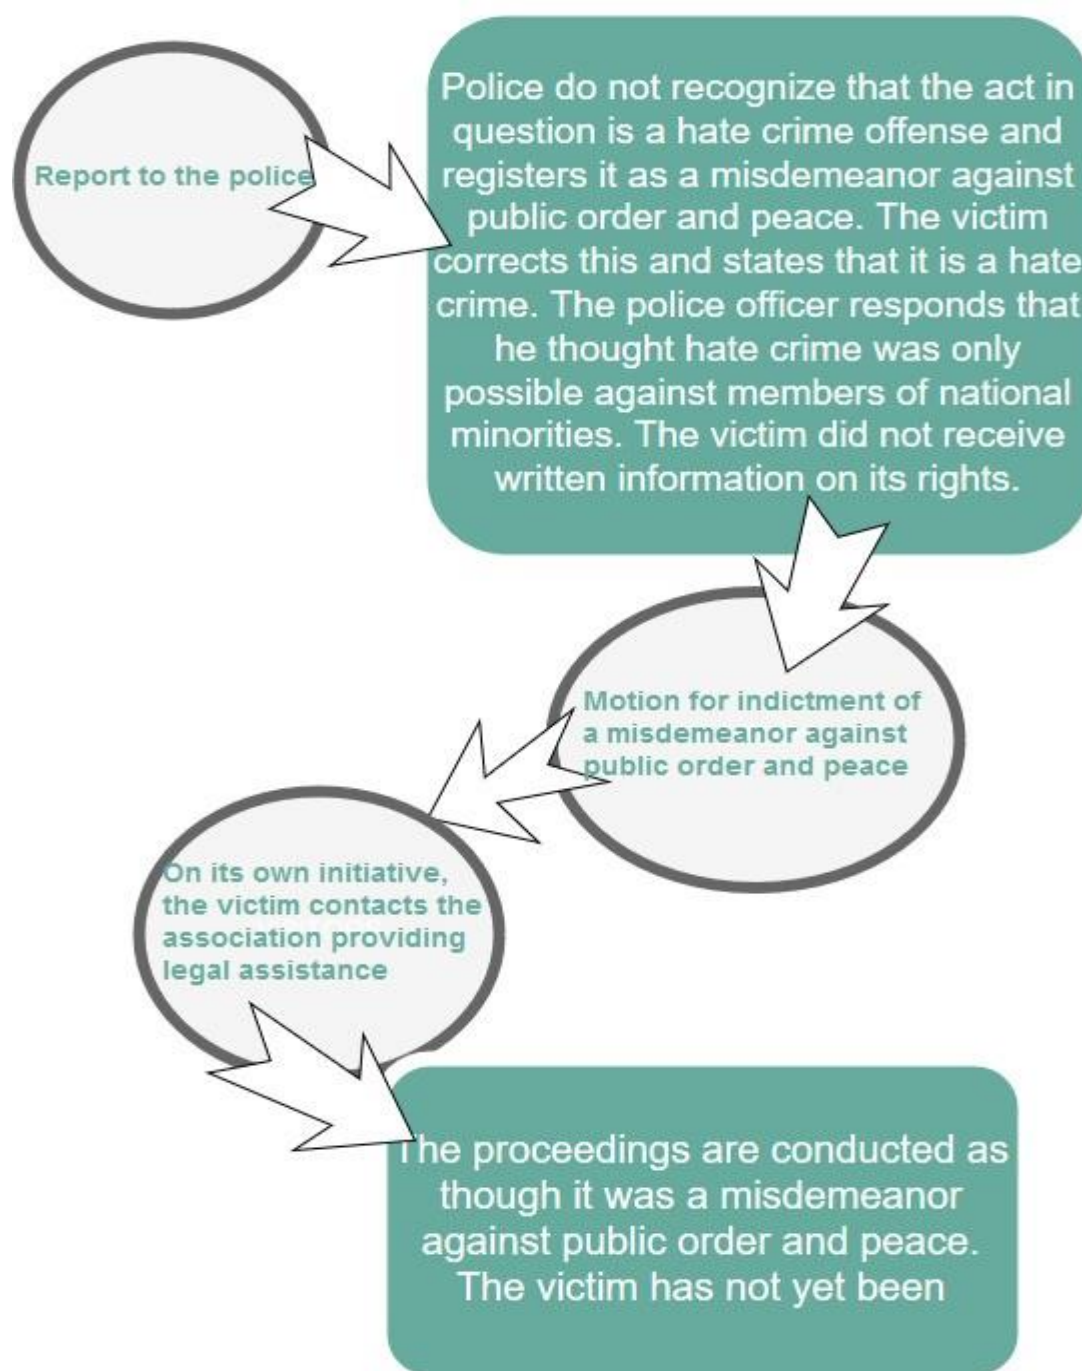 Report to the police
Police do not recognize that the act in
question is a hate crime offense and
registers it as a misdemeanor against
public order and peace. The victim
corrects this and states that it is a hate
crime. The police officer responds that
he thought hate crime was only
possible against members of national
minorities. The victim did not receive
written information on its rights.
Motion for indictment of
a misdemeanor against
public order and peace
On its own initiative,
the victim contacts the
association providing
legal assistance
The proceedings are conducted as
though it was a misdemeanor
against public order and peace.
The victim has not yet been